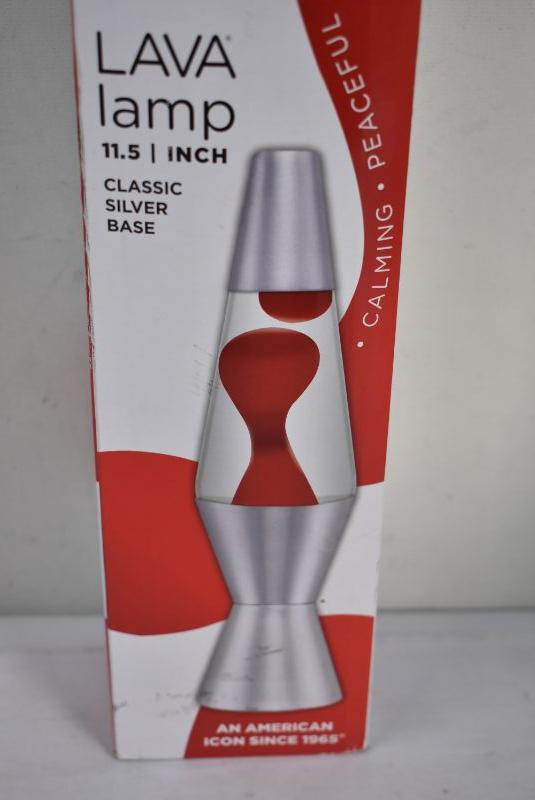 LAVA®
lamp
11.5 | INCH
CLASSIC
SILVER
BASE
• CALMING • PEACEFUL
AN AMERICAN
ICON SINCE 1965®